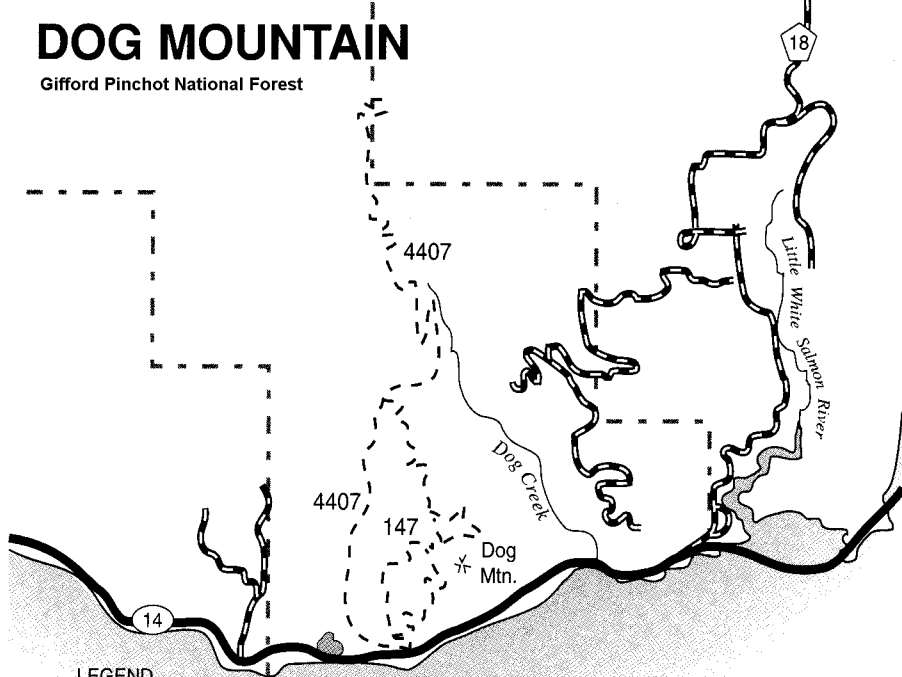 DOG MOUNTAIN
Gifford Pinchot National Forest
18
4407
Little White Salmon River
Dog Creek
4407
147
Dog
Mtn.
14
LEGEND